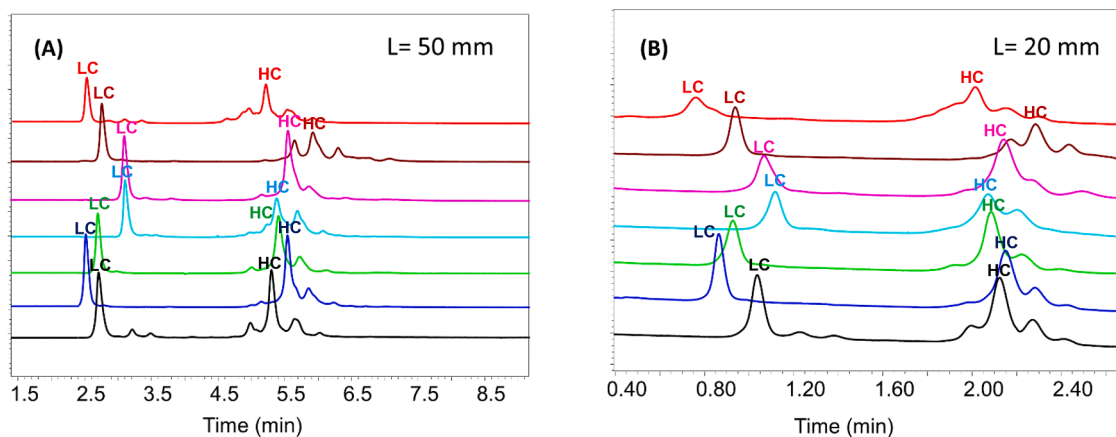 (A)
L= 50 mm
LC
HC
LC
HC
LC
HC
LC
HC
LC
HC
LC
HC
LC
HC
1.5 2.5 3.5 4.5 5.5 6.5 7.5 8.5
Time (min)
(B)
L= 20 mm
LC
HC
LC
HC
LC
HC
LC
HC
LC
HC
LC
HC
LC
HC
0.40 0.80 1.20 1.60 2.00 2.40
Time (min)